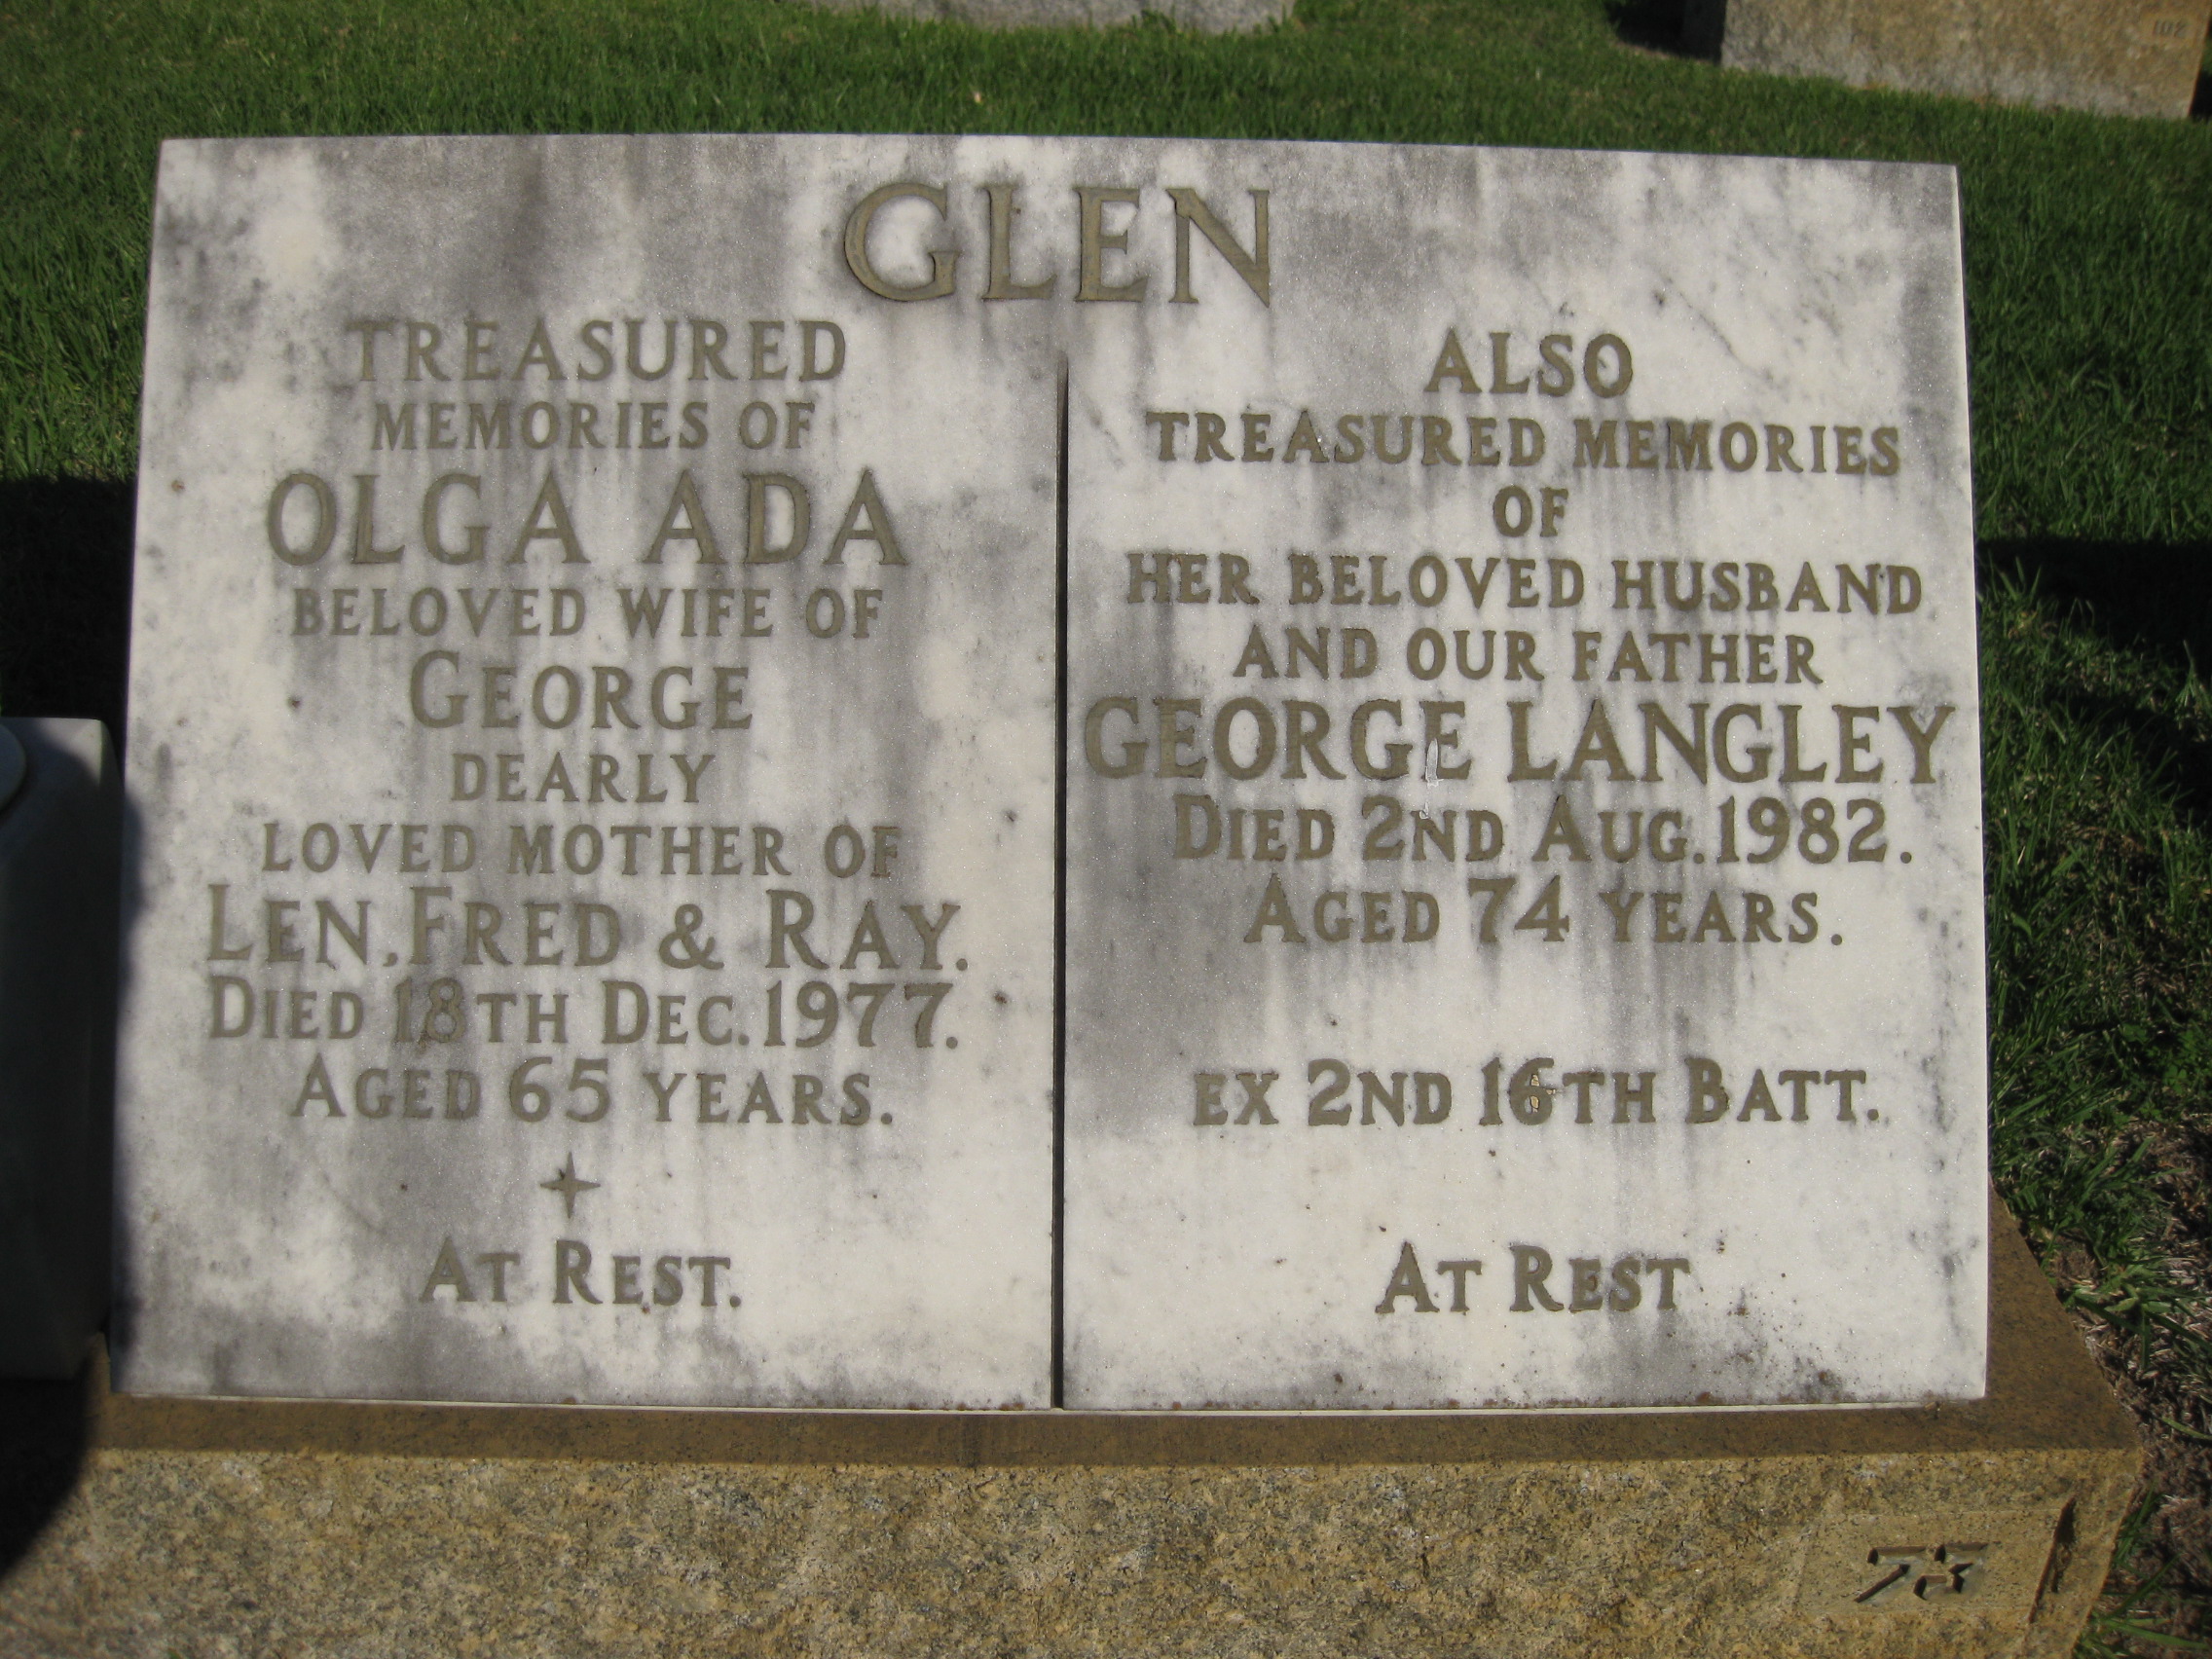 GLEN
TREASURED
MEMORIES OF
OLGA ADA
BELOVED WIFE OF
GEORGE
DEARLY
LOVED MOTHER OF
LEN, FRED & RAY.
DIED 18TH DEC. 1977.
AGED 65 YEARS.
AT REST.
ALSO
TREASURED MEMORIES
OF
HER BELOVED HUSBAND
AND OUR FATHER
GEORGE LANGLEY
DIED 2ND AUG. 1982.
AGED 74 YEARS.
EX 2ND 16TH BATT.
AT REST
73
102